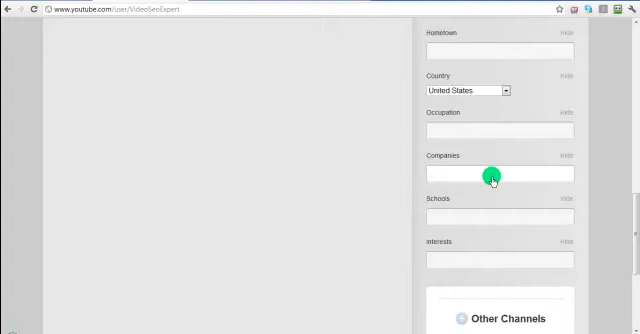 www.youtube.com/user/VideoSeoExpert
Hometown Hide
Country Hide
United States
Occupation Hide
Companies Hide
Schools Hide
Interests Hide
Other Channels